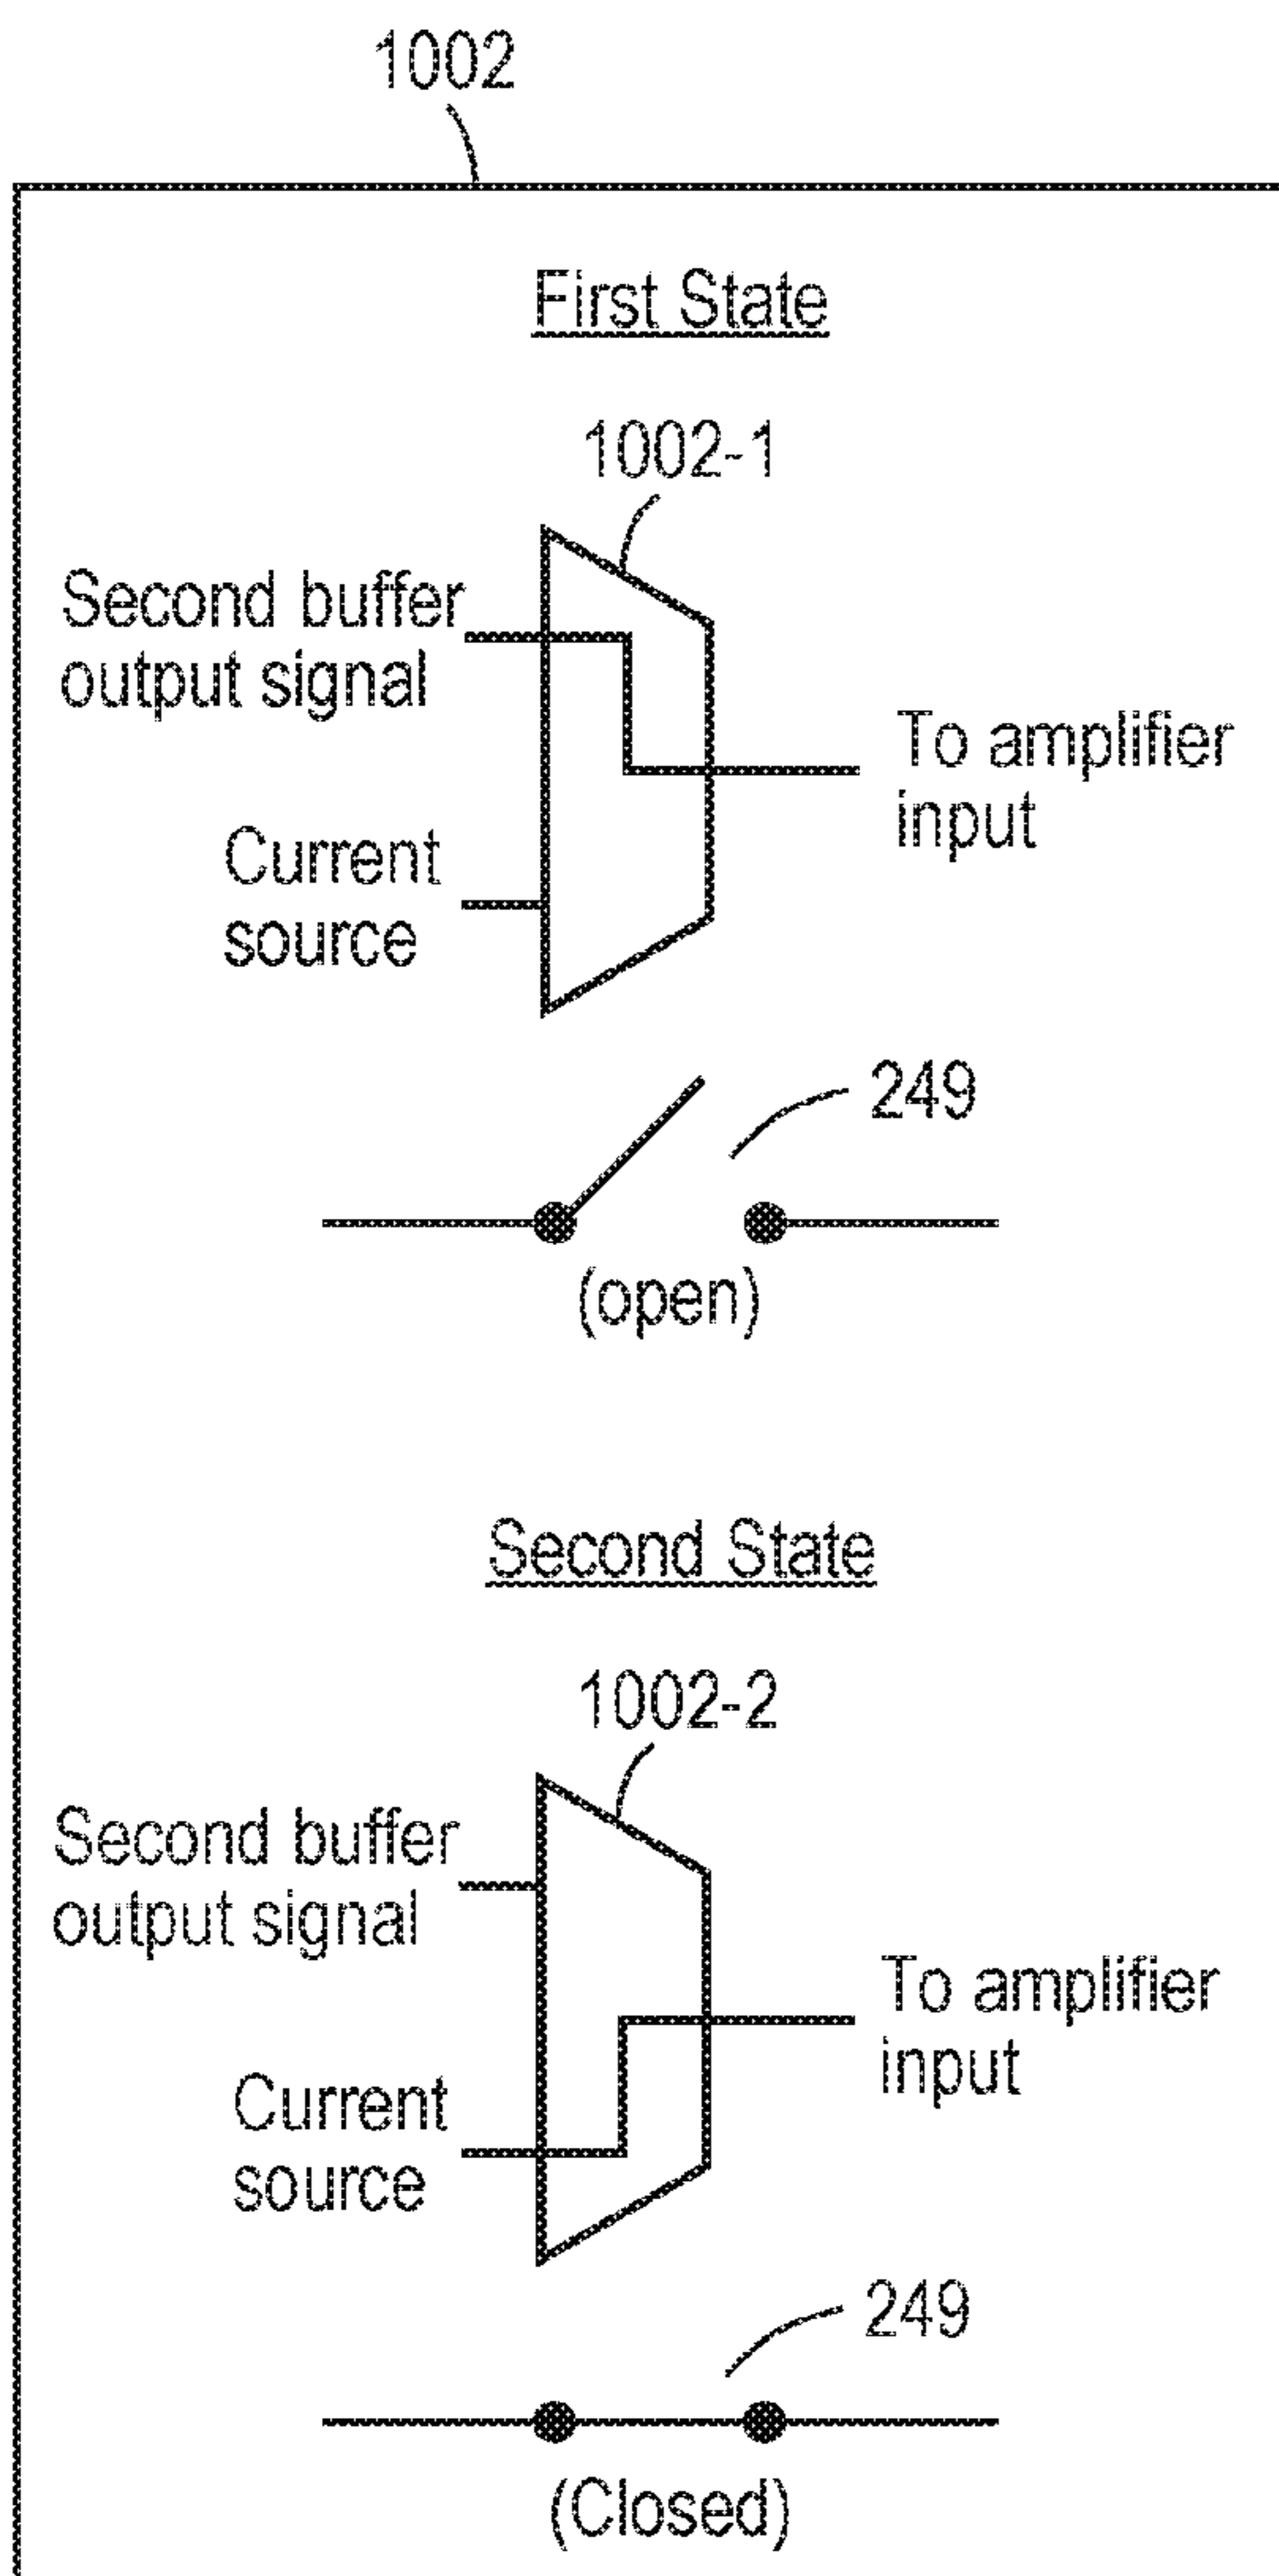 1002
First State
1002-1
Second buffer
output signal
To amplifier
input
Current
source
249
(open)
Second State
1002-2
Second buffer
output signal
To amplifier
input
Current
source
249
(Closed)